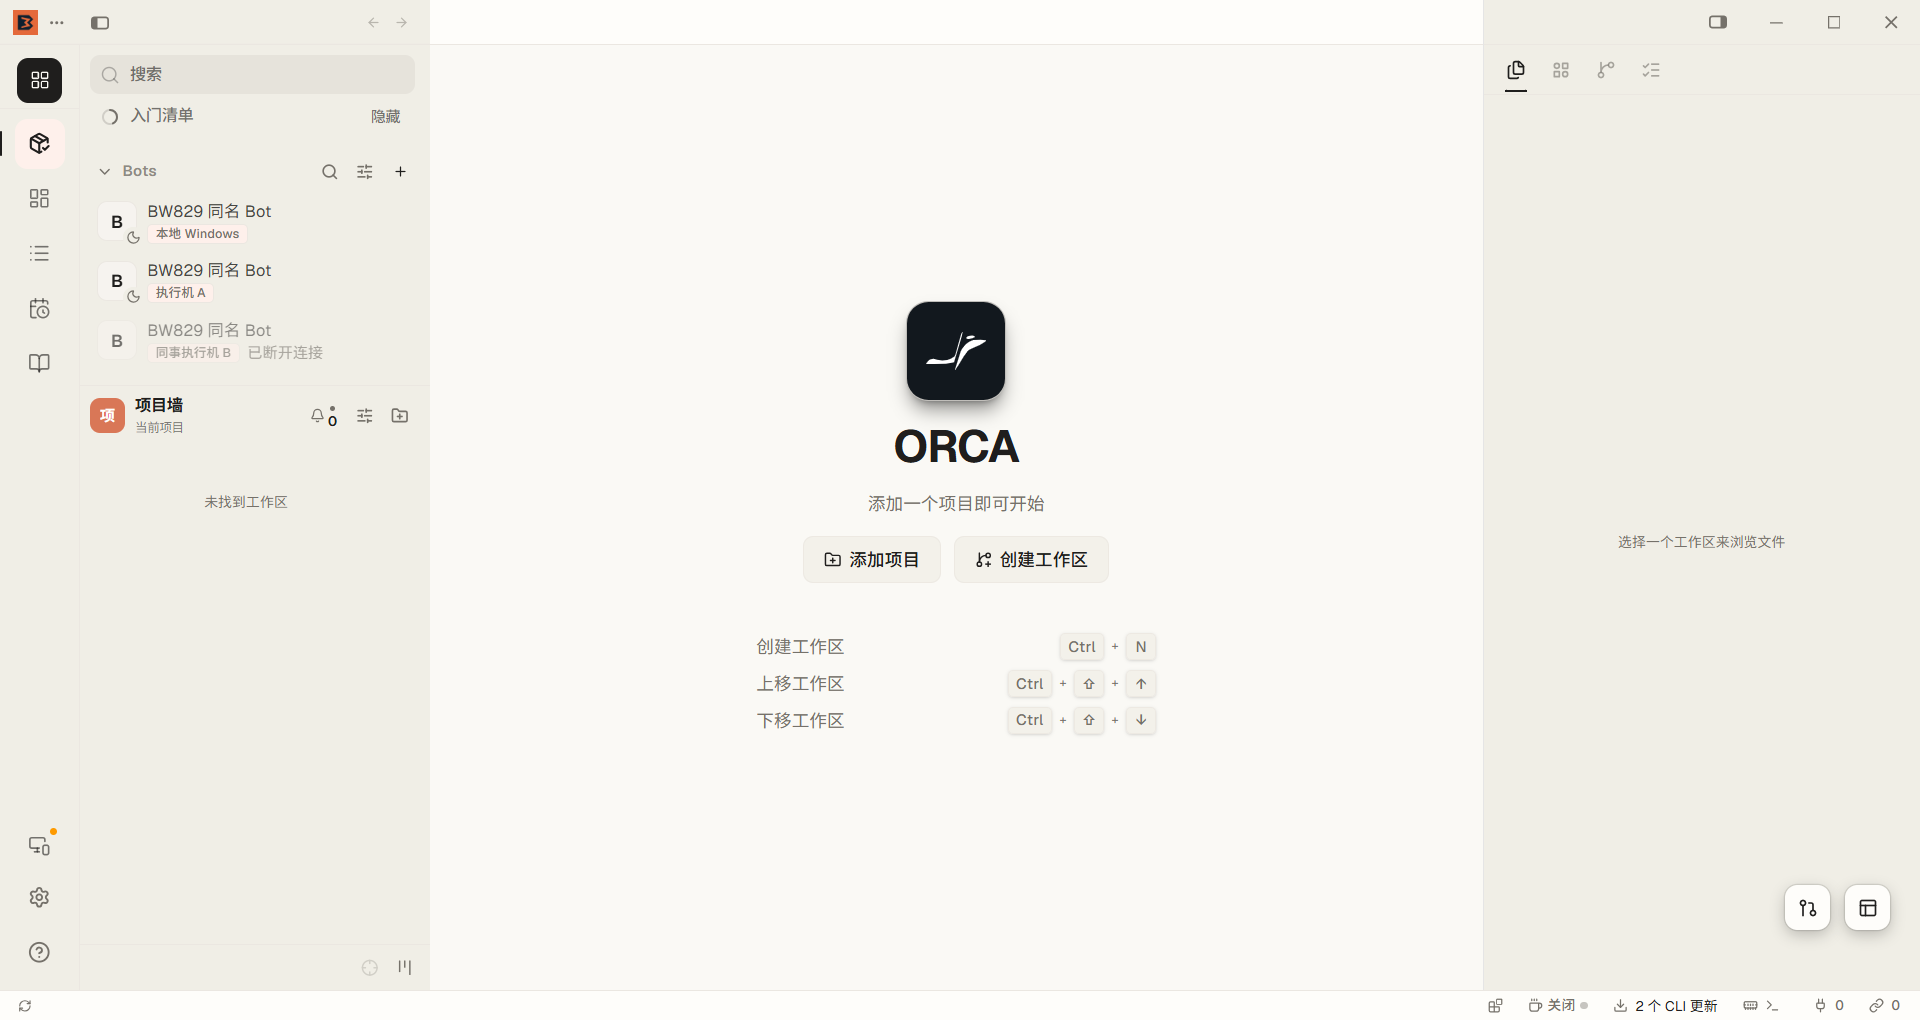 搜索
入门清单
隐藏
Bots
B
BW829 同名 Bot
本地 Windows
B
BW829 同名 Bot
执行机 A
B
BW829 同名 Bot
同事执行机 B 已断开连接
项
项目墙
当前项目
0
未找到工作区
ORCA
添加一个项目即可开始
添加项目
创建工作区
创建工作区 Ctrl + N
上移工作区 Ctrl + ⇧ + ↑
下移工作区 Ctrl + ⇧ + ↓
选择一个工作区来浏览文件
关闭
2 个 CLI 更新
0
0